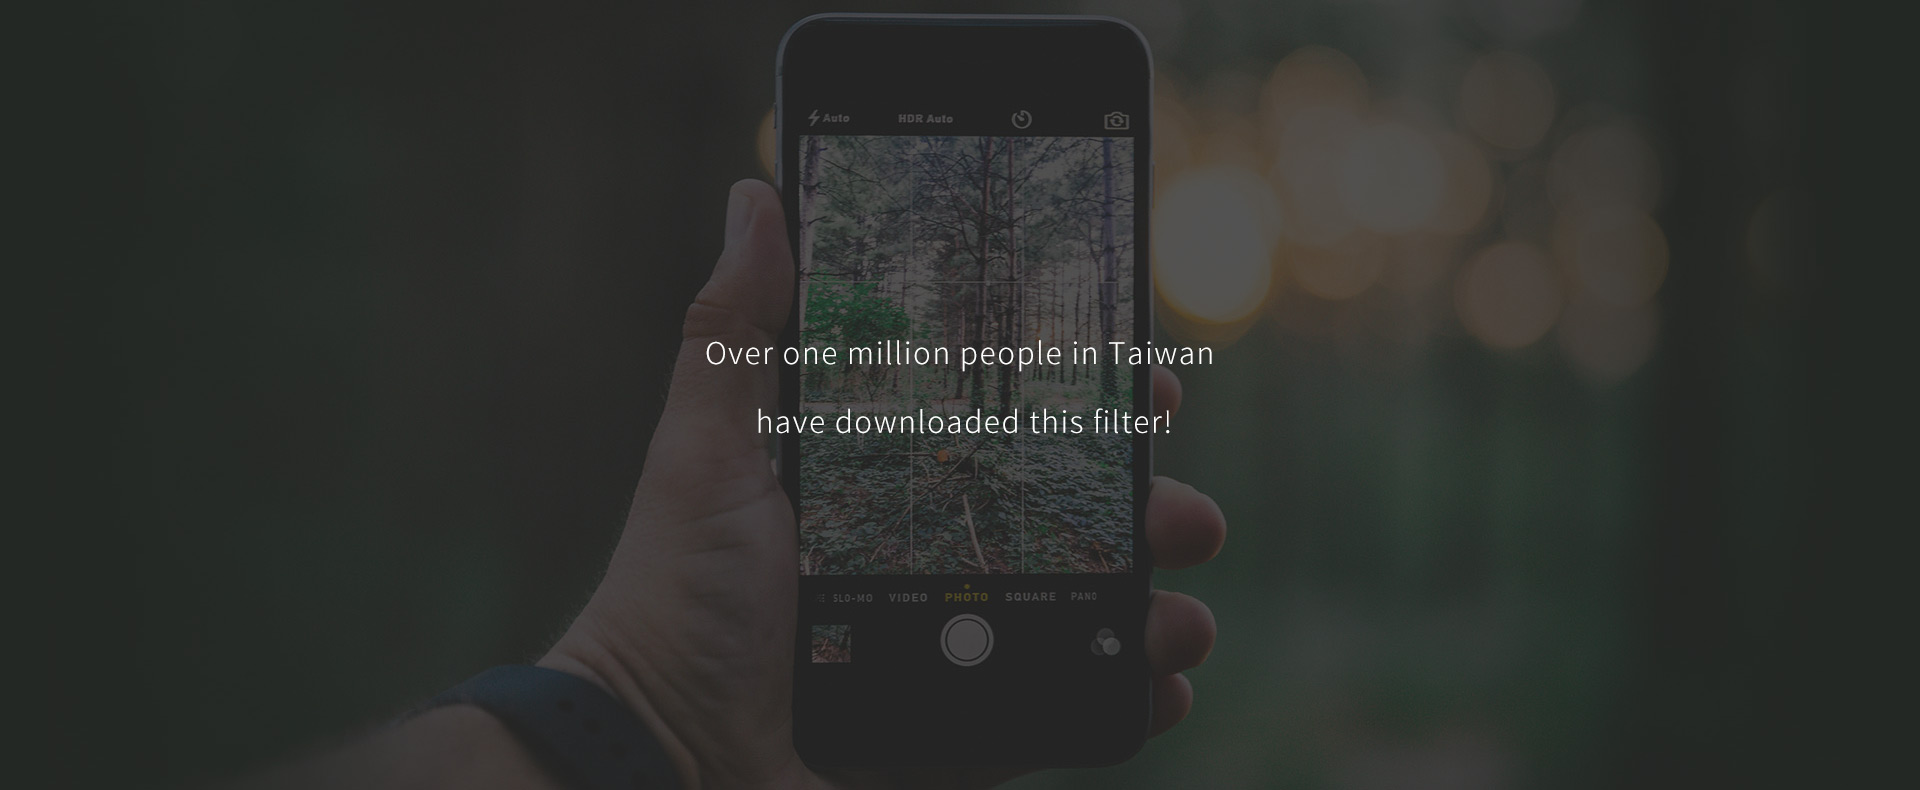 Auto HDR Auto
Over one million people in Taiwan
have downloaded this filter!
SLO-MO VIDEO PHOTO SQUARE PANO